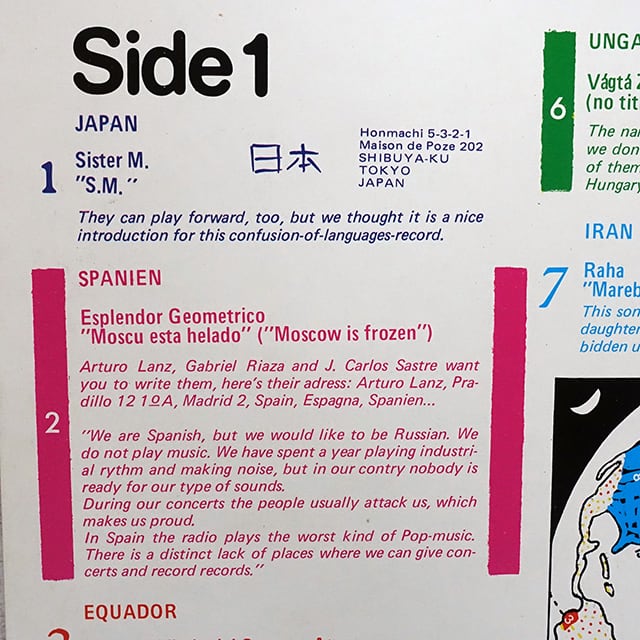 Side 1
JAPAN
1
Sister M.
"S.M."
日本
Honmachi 5-3-2-1
Maison de Poze 202
SHIBUYA-KU
TOKYO
JAPAN
They can play forward, too, but we thought it is a nice
introduction for this confusion-of-languages-record.
SPANIEN
2
Esplendor Geometrico
"Moscu esta helado" ("Moscow is frozen")
Arturo Lanz, Gabriel Riaza and J. Carlos Sastre want
you to write them, here's their adress: Arturo Lanz, Pra-
dillo 12 1ºA, Madrid 2, Spain, Espagna, Spanien...
"We are Spanish, but we would like to be Russian. We
do not play music. We have spent a year playing industri-
al rythm and making noise, but in our contry nobody is
ready for our type of sounds.
During our concerts the people usually attack us, which
makes us proud.
In Spain the radio plays the worst kind of Pop-music.
There is a distinct lack of places where we can give con-
certs and record records."
EQUADOR
UNGA
6
Vágtá
(no tit
The na
we don
of them
Hungary
IRAN
7
Raha
"Mareb
This son
daughter
bidden u